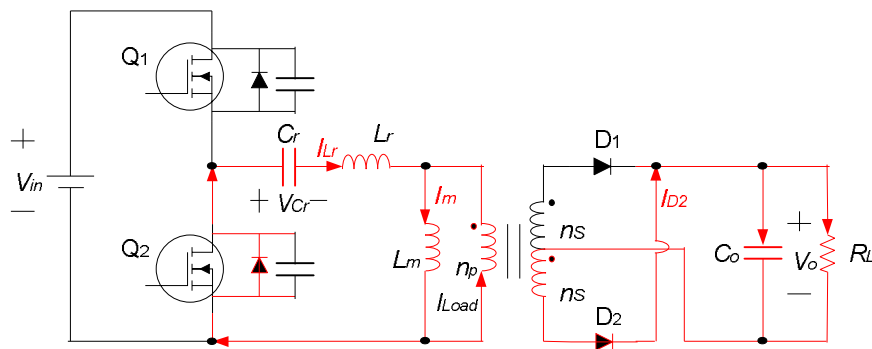 Q1
D1
Cr
ILr
Lr
+
Vin
−
+ VCr −
Im
nS
ID2
+
Q2
Lm
np
Co
Vo
RL
nS
−
ILoad
D2